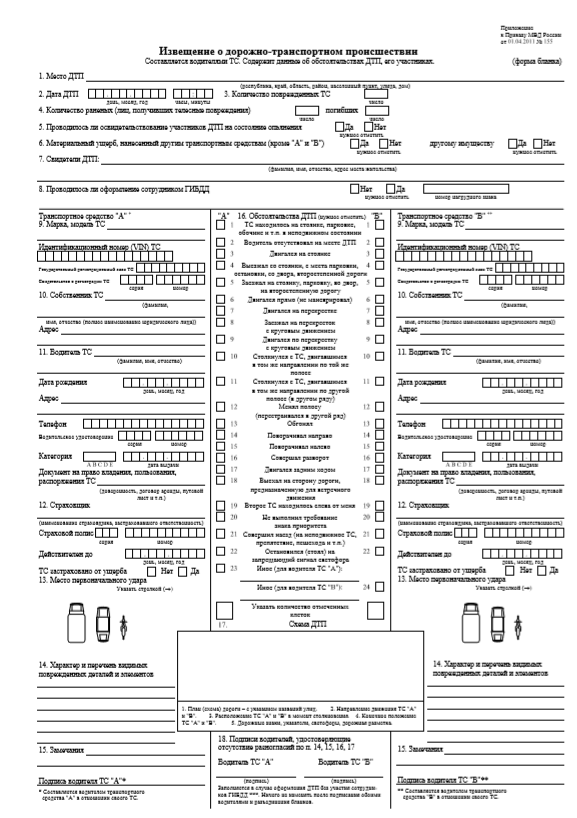 Приложение
к Приказу МВД России
от 01.04.2011 № 155
Извещение о дорожно-транспортном происшествии
Составляется водителями ТС. Содержит данные об обстоятельствах ДТП, его участниках.
(форма бланка)
1. Место ДТП
(республика, край, область, район, населенный пункт, улица, дом)
2. Дата ДТП
3. Количество поврежденных ТС
день, месяц, год
часы, минуты
число
4. Количество раненых (лиц, получивших телесные повреждения)
погибших
число
число
5. Проводилось ли освидетельствование участников ДТП на состояние опьянения
Да
Нет
нужное отметить
6. Материальный ущерб, нанесенный другим транспортным средствам (кроме "А" и "В")
Да
Нет
другому имуществу
Да
Нет
нужное отметить
нужное отметить
7. Свидетели ДТП:
(фамилия, имя, отчество, адрес места жительства)
8. Проводилось ли оформление сотрудником ГИБДД
Нет
Да
нужное отметить
номер нагрудного знака
Транспортное средство "А" *
9. Марка, модель ТС
Идентификационный номер (VIN) ТС
Государственный регистрационный знак ТС
Свидетельство о регистрации ТС
серия
номер
10. Собственник ТС
(фамилия,
имя, отчество (полное наименование юридического лица))
Адрес
11. Водитель ТС
(фамилия, имя, отчество)
Дата рождения
день, месяц, год
Адрес
Телефон
Водительское удостоверение
серия
номер
Категория
A B C D E
дата выдачи
Документ на право владения, пользования,
распоряжения ТС
(доверенность, договор аренды, путевой
лист и т.п.)
12. Страховщик
(наименование страховщика, застраховавшего ответственность)
Страховой полис
серия
номер
Действителен до
день, месяц, год
ТС застраховано от ущерба
Нет
Да
13. Место первоначального удара
Указать стрелкой (→)
14. Характер и перечень видимых
поврежденных деталей и элементов
15. Замечания
Подпись водителя ТС "А"*
* Составляется водителем транспортного
средства "А" в отношении своего ТС.
"А"
16. Обстоятельства ДТП (нужное отметить)
"В"
1 ТС находилось на стоянке, парковке, 1
обочине и т.п. в неподвижном состоянии
2 Водитель отсутствовал на месте ДТП 2
3 Двигался на стоянке 3
4 Выезжал со стоянки, с места парковки, 4
остановки, со двора, второстепенной дороги
5 Заезжал на стоянку, парковку, во двор, 5
на второстепенную дорогу
6 Двигался прямо (не маневрировал) 6
7 Двигался на перекрестке 7
8 Заезжал на перекресток 8
с круговым движением
9 Двигался по перекрестку 9
с круговым движением
10 Столкнулся с ТС, двигавшимся 10
в том же направлении по той же
полосе
11 Столкнулся с ТС, двигавшимся 11
в том же направлении по другой
полосе (в другом ряду)
12 Менял полосу 12
(перестраивался в другой ряд)
13 Обгонял 13
14 Поворачивал направо 14
15 Поворачивал налево 15
16 Совершал разворот 16
17 Двигался задним ходом 17
18 Выехал на сторону дороги, 18
предназначенную для встречного
движения
19 Второе ТС находилось слева от меня 19
20 Не выполнил требование 20
знака приоритета
21 Совершил наезд (на неподвижное ТС, 21
препятствие, пешехода и т.п.)
22 Остановился (стоял) на 22
запрещающий сигнал светофора
23 Иное (для водителя ТС "А"):
Иное (для водителя ТС "В"): 24
Указать количество отмеченных
клеток
17. Схема ДТП
1. План (схема) дороги – с указанием названий улиц. 2. Направление движения ТС "А"
и "В". 3. Расположение ТС "А" и "В" в момент столкновения. 4. Конечное положение
ТС "А" и "В". 5. Дорожные знаки, указатели, светофоры, дорожная разметка.
18. Подписи водителей, удостоверяющие
отсутствие разногласий по п. 14, 15, 16, 17
Водитель ТС "А"
Водитель ТС "В"
(подпись)
(подпись)
Заполняется в случае оформления ДТП без участия сотрудни-
ков ГИБДД ***. Ничего не изменять после подписания обоими
водителями и разъединения бланков.
Транспортное средство "В" **
9. Марка, модель ТС
Идентификационный номер (VIN) ТС
Государственный регистрационный знак ТС
Свидетельство о регистрации ТС
серия
номер
10. Собственник ТС
(фамилия,
имя, отчество (полное наименование юридического лица))
Адрес
11. Водитель ТС
(фамилия, имя, отчество)
Дата рождения
день, месяц, год
Адрес
Телефон
Водительское удостоверение
серия
номер
Категория
A B C D E
дата выдачи
Документ на право владения, пользования,
распоряжения ТС
(доверенность, договор аренды, путевой
лист и т.п.)
12. Страховщик
(наименование страховщика, застраховавшего ответственность)
Страховой полис
серия
номер
Действителен до
день, месяц, год
ТС застраховано от ущерба
Нет
Да
13. Место первоначального удара
Указать стрелкой (→)
14. Характер и перечень видимых
поврежденных деталей и элементов
15. Замечания
Подпись водителя ТС "В"**
** Составляется водителем транспортного
средства "В" в отношении своего ТС.